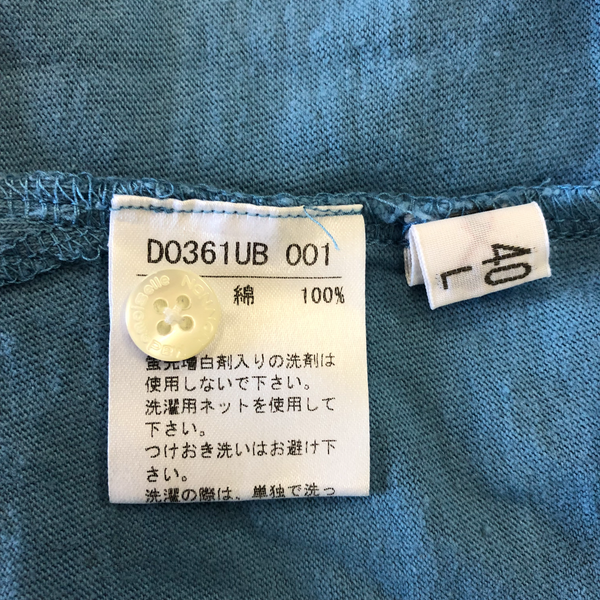 D0361UB 001
綿 100%
蛍光増白剤入りの洗剤は
使用しないで下さい。
洗濯用ネットを使用して
下さい。
つけおき洗いはお避け下
さい。
洗濯の際は、単独で洗っ
40
L